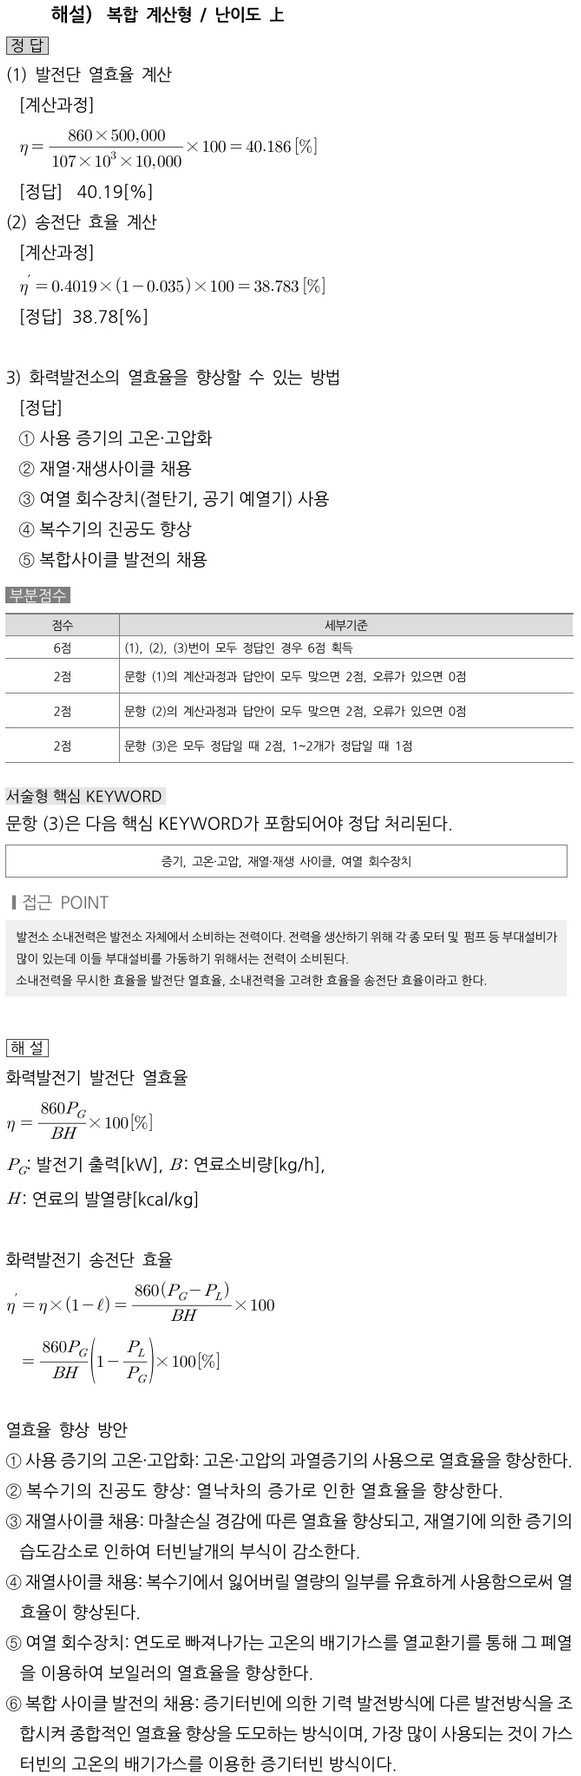 해설) 복합 계산형 / 난이도 上
정 답
(1) 발전단 열효율 계산
[계산과정]
η = 860×500,000 / 107×10³×10,000 ×100 = 40.186 [%]
[정답] 40.19[%]
(2) 송전단 효율 계산
[계산과정]
η′ = 0.4019×(1−0.035)×100 = 38.783 [%]
[정답] 38.78[%]
3) 화력발전소의 열효율을 향상할 수 있는 방법
[정답]
① 사용 증기의 고온·고압화
② 재열·재생사이클 채용
③ 여열 회수장치(절탄기, 공기 예열기) 사용
④ 복수기의 진공도 향상
⑤ 복합사이클 발전의 채용
부분점수
점수 세부기준
6점 (1), (2), (3)번이 모두 정답인 경우 6점 획득
2점 문항 (1)의 계산과정과 답안이 모두 맞으면 2점, 오류가 있으면 0점
2점 문항 (2)의 계산과정과 답안이 모두 맞으면 2점, 오류가 있으면 0점
2점 문항 (3)은 모두 정답일 때 2점, 1~2개가 정답일 때 1점
서술형 핵심 KEYWORD
문항 (3)은 다음 핵심 KEYWORD가 포함되어야 정답 처리된다.
증기, 고온·고압, 재열·재생 사이클, 여열 회수장치
접근 POINT
발전소 소내전력은 발전소 자체에서 소비하는 전력이다. 전력을 생산하기 위해 각 종 모터 및 펌프 등 부대설비가
많이 있는데 이들 부대설비를 가동하기 위해서는 전력이 소비된다.
소내전력을 무시한 효율을 발전단 열효율, 소내전력을 고려한 효율을 송전단 효율이라고 한다.
해 설
화력발전기 발전단 열효율
η = 860P_G / BH ×100[%]
P_G: 발전기 출력[kW], B: 연료소비량[kg/h],
H: 연료의 발열량[kcal/kg]
화력발전기 송전단 효율
η′ = η×(1−ℓ) = 860(P_G−P_L) / BH ×100
= 860P_G / BH (1 − P_L / P_G)×100[%]
열효율 향상 방안
① 사용 증기의 고온·고압화: 고온·고압의 과열증기의 사용으로 열효율을 향상한다.
② 복수기의 진공도 향상: 열낙차의 증가로 인한 열효율을 향상한다.
③ 재열사이클 채용: 마찰손실 경감에 따른 열효율 향상되고, 재열기에 의한 증기의
습도감소로 인하여 터빈날개의 부식이 감소한다.
④ 재열사이클 채용: 복수기에서 잃어버릴 열량의 일부를 유효하게 사용함으로써 열
효율이 향상된다.
⑤ 여열 회수장치: 연도로 빠져나가는 고온의 배기가스를 열교환기를 통해 그 폐열
을 이용하여 보일러의 열효율을 향상한다.
⑥ 복합 사이클 발전의 채용: 증기터빈에 의한 기력 발전방식에 다른 발전방식을 조
합시켜 종합적인 열효율 향상을 도모하는 방식이며, 가장 많이 사용되는 것이 가스
터빈의 고온의 배기가스를 이용한 증기터빈 방식이다.